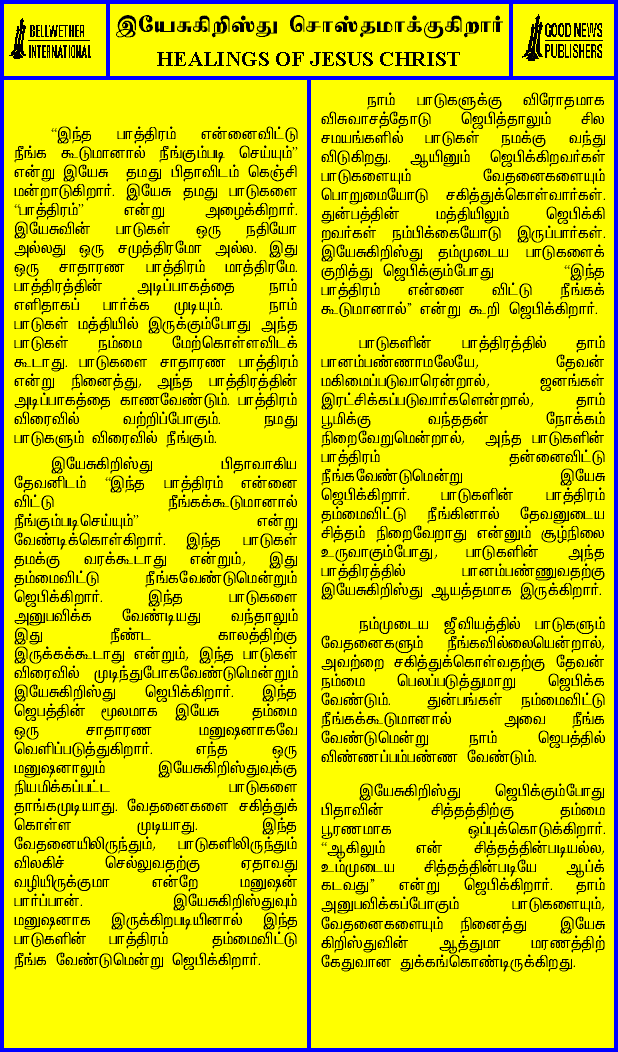 BELLWETHER
INTERNATIONAL
இயேசுகிறிஸ்து சொஸ்தமாக்குகிறார்
HEALINGS OF JESUS CHRIST
GOOD NEWS
PUBLISHERS
“இந்த பாத்திரம் என்னைவிட்டு
நீங்க கூடுமானால் நீங்கும்படி செய்யும்”
என்று இயேசு தமது பிதாவிடம் கெஞ்சி
மன்றாடுகிறார். இயேசு தமது பாடுகளை
“பாத்திரம்” என்று அழைக்கிறார்.
இயேசுவின் பாடுகள் ஒரு நதியோ
அல்லது ஒரு சமுத்திரமோ அல்ல. இது
ஒரு சாதாரண பாத்திரம் மாத்திரமே.
பாத்திரத்தின் அடிப்பாகத்தை நாம்
எளிதாகப் பார்க்க முடியும். நாம்
பாடுகள் மத்தியில் இருக்கும்போது அந்த
பாடுகள் நம்மை மேற்கொள்ளவிடக்
கூடாது. பாடுகளை சாதாரண பாத்திரம்
என்று நினைத்து, அந்த பாத்திரத்தின்
அடிப்பாகத்தை காணவேண்டும். பாத்திரம்
விரைவில் வற்றிப்போகும். நமது
பாடுகளும் விரைவில் நீங்கும்.
இயேசுகிறிஸ்து பிதாவாகிய
தேவனிடம் “இந்த பாத்திரம் என்னை
விட்டு நீங்கக்கூடுமானால்
நீங்கும்படிசெய்யும்” என்று
வேண்டிக்கொள்கிறார். இந்த பாடுகள்
தமக்கு வரக்கூடாது என்றும், இது
தம்மைவிட்டு நீங்கவேண்டுமென்றும்
ஜெபிக்கிறார். இந்த பாடுகளை
அனுபவிக்க வேண்டியது வந்தாலும்
இது நீண்ட காலத்திற்கு
இருக்கக்கூடாது என்றும், இந்த பாடுகள்
விரைவில் முடிந்துபோகவேண்டுமென்றும்
இயேசுகிறிஸ்து ஜெபிக்கிறார். இந்த
ஜெபத்தின் மூலமாக இயேசு தம்மை
ஒரு சாதாரண மனுஷனாகவே
வெளிப்படுத்துகிறார். எந்த ஒரு
மனுஷனாலும் இயேசுகிறிஸ்துவுக்கு
நியமிக்கப்பட்ட பாடுகளை
தாங்கமுடியாது. வேதனைகளை சகித்துக்
கொள்ள முடியாது. இந்த
வேதனையிலிருந்தும், பாடுகளிலிருந்தும்
விலகிச் செல்லுவதற்கு ஏதாவது
வழியிருக்குமா என்றே மனுஷன்
பார்ப்பான். இயேசுகிறிஸ்துவும்
மனுஷனாக இருக்கிறபடியினால் இந்த
பாடுகளின் பாத்திரம் தம்மைவிட்டு
நீங்க வேண்டுமென்று ஜெபிக்கிறார்.
நாம் பாடுகளுக்கு விரோதமாக
விசுவாசத்தோடு ஜெபித்தாலும் சில
சமயங்களில் பாடுகள் நமக்கு வந்து
விடுகிறது. ஆயினும் ஜெபிக்கிறவர்கள்
பாடுகளையும் வேதனைகளையும்
பொறுமையோடு சகித்துக்கொள்வார்கள்.
துன்பத்தின் மத்தியிலும் ஜெபிக்கி
றவர்கள் நம்பிக்கையோடு இருப்பார்கள்.
இயேசுகிறிஸ்து தம்முடைய பாடுகளைக்
குறித்து ஜெபிக்கும்போது “இந்த
பாத்திரம் என்னை விட்டு நீங்கக்
கூடுமானால்” என்று கூறி ஜெபிக்கிறார்.
பாடுகளின் பாத்திரத்தில் தாம்
பானம்பண்ணாமலேயே, தேவன்
மகிமைப்படுவாரென்றால், ஜனங்கள்
இரட்சிக்கப்படுவார்களென்றால், தாம்
பூமிக்கு வந்ததன் நோக்கம்
நிறைவேறுமென்றால், அந்த பாடுகளின்
பாத்திரம் தன்னைவிட்டு
நீங்கவேண்டுமென்று இயேசு
ஜெபிக்கிறார். பாடுகளின் பாத்திரம்
தம்மைவிட்டு நீங்கினால் தேவனுடைய
சித்தம் நிறைவேறாது என்னும் சூழ்நிலை
உருவாகும்போது, பாடுகளின் அந்த
பாத்திரத்தில் பானம்பண்ணுவதற்கு
இயேசுகிறிஸ்து ஆயத்தமாக இருக்கிறார்.
நம்முடைய ஜீவியத்தில் பாடுகளும்
வேதனைகளும் நீங்கவில்லையென்றால்,
அவற்றை சகித்துக்கொள்வதற்கு தேவன்
நம்மை பெலப்படுத்துமாறு ஜெபிக்க
வேண்டும். துன்பங்கள் நம்மைவிட்டு
நீங்கக்கூடுமானால் அவை நீங்க
வேண்டுமென்று நாம் ஜெபத்தில்
விண்ணப்பம்பண்ண வேண்டும்.
இயேசுகிறிஸ்து ஜெபிக்கும்போது
பிதாவின் சித்தத்திற்கு தம்மை
பூரணமாக ஒப்புக்கொடுக்கிறார்.
“ஆகிலும் என் சித்தத்தின்படியல்ல,
உம்முடைய சித்தத்தின்படியே ஆப்க்
கடவது” என்று ஜெபிக்கிறார். தாம்
அனுபவிக்கப்போகும் பாடுகளையும்,
வேதனைகளையும் நினைத்து இயேசு
கிறிஸ்துவின் ஆத்துமா மரணத்திற்
கேதுவான துக்கங்கொண்டிருக்கிறது.